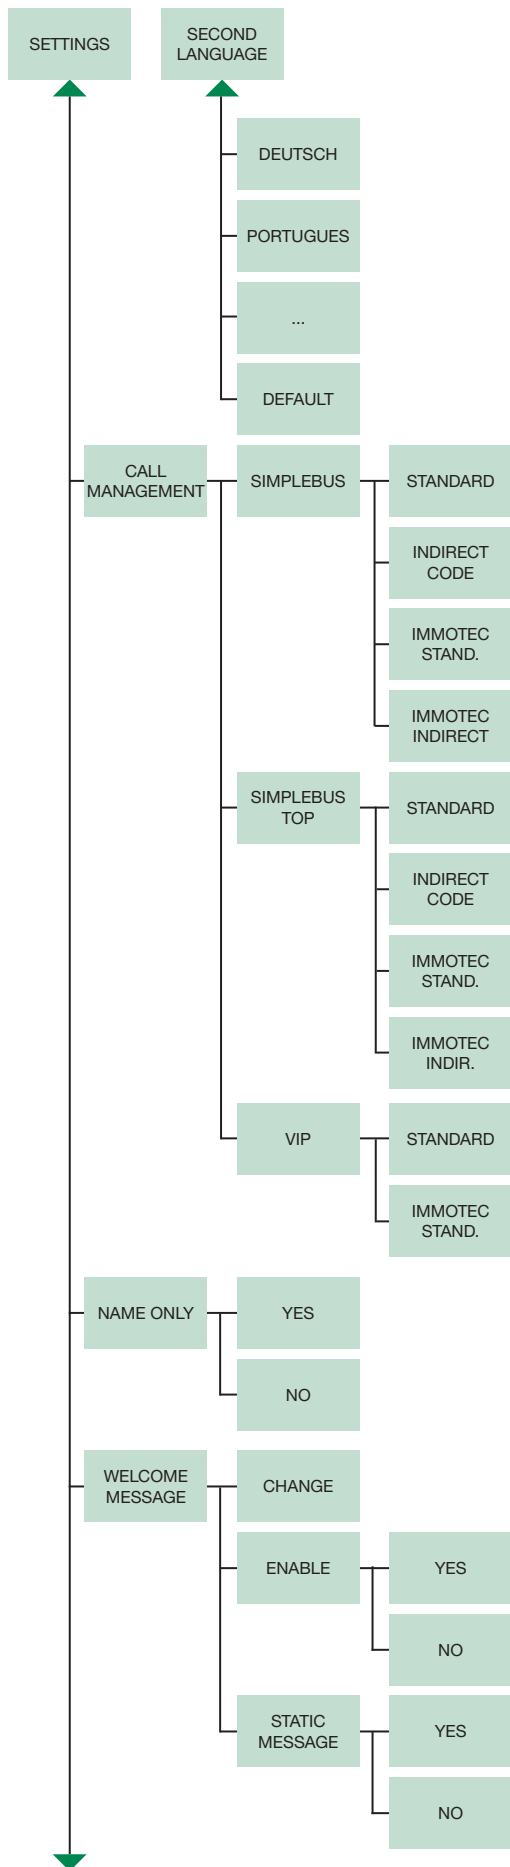 SETTINGS
SECOND
LANGUAGE
DEUTSCH
PORTUGUES
...
DEFAULT
CALL
MANAGEMENT
SIMPLEBUS
STANDARD
INDIRECT
CODE
IMMOTEC
STAND.
IMMOTEC
INDIRECT
SIMPLEBUS
TOP
STANDARD
INDIRECT
CODE
IMMOTEC
STAND.
IMMOTEC
INDIR.
VIP
STANDARD
IMMOTEC
STAND.
NAME ONLY
YES
NO
WELCOME
MESSAGE
CHANGE
ENABLE
YES
NO
STATIC
MESSAGE
YES
NO